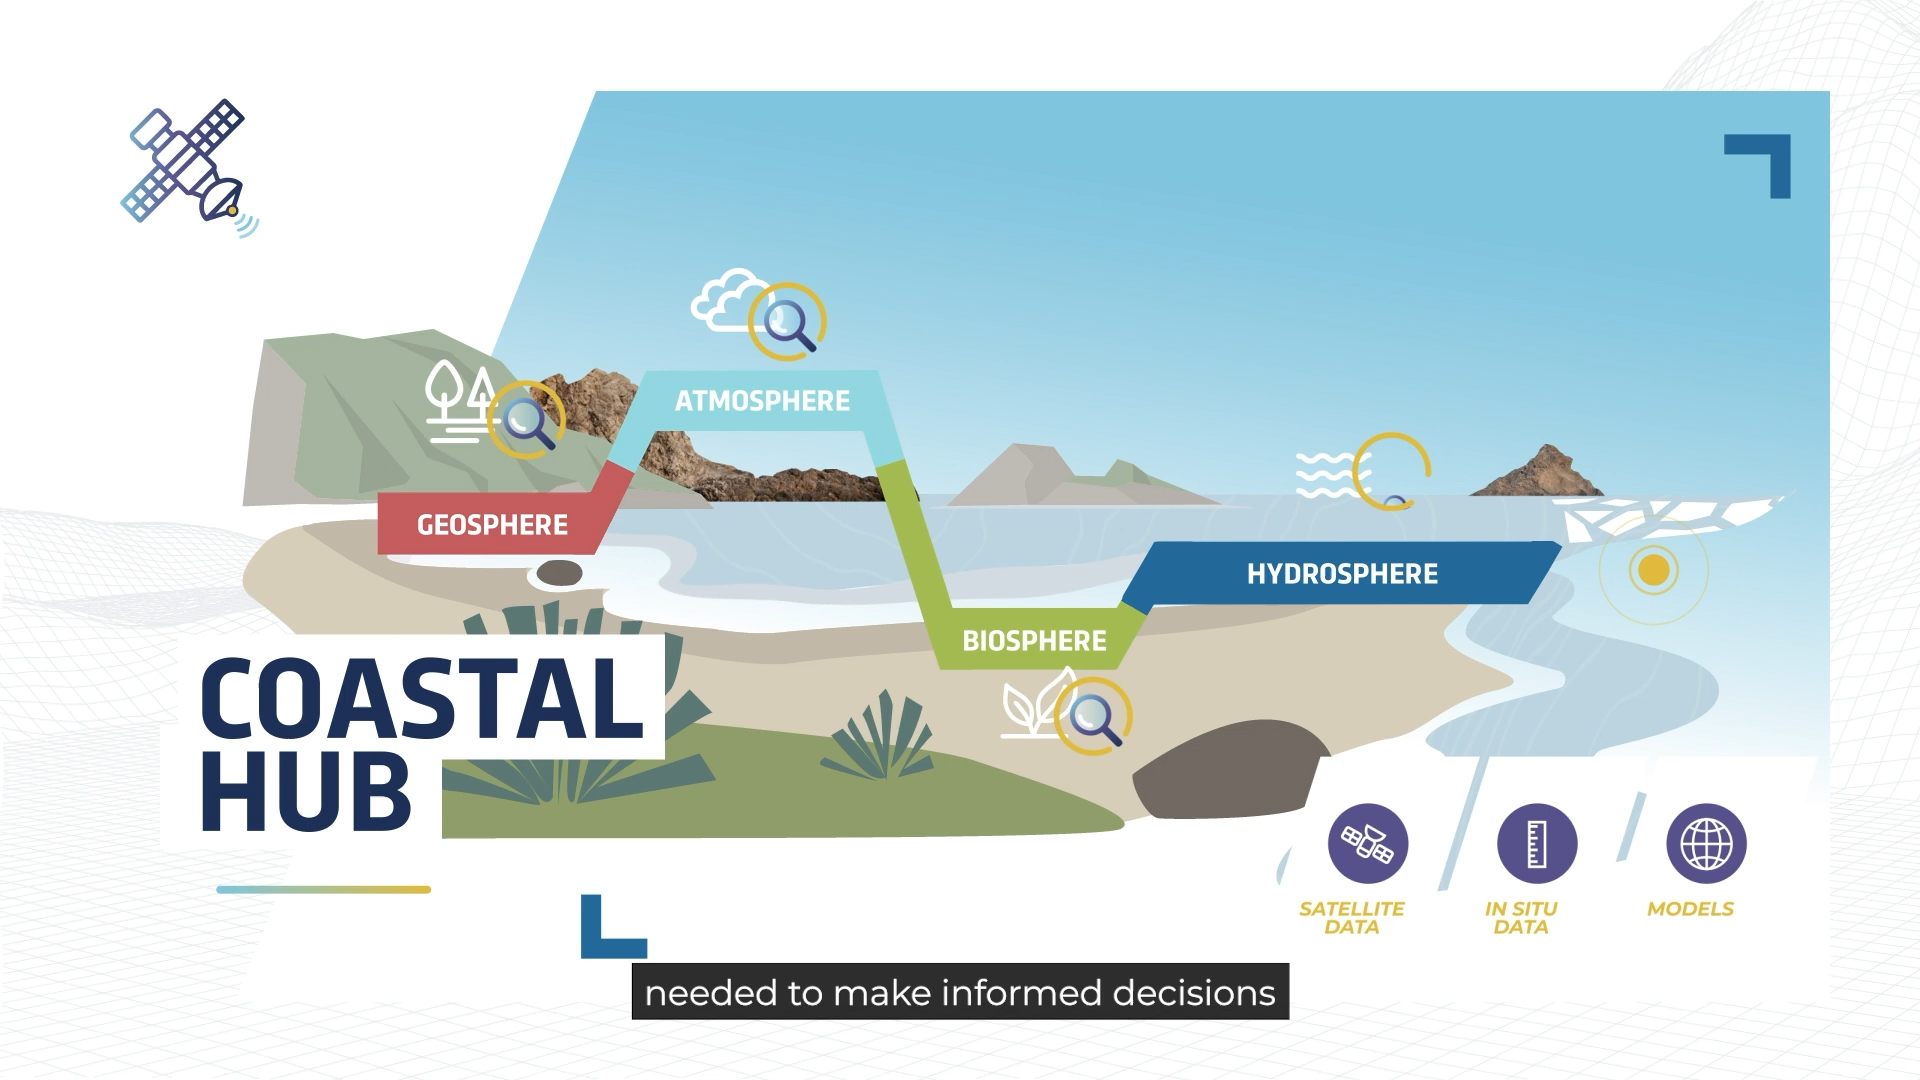 ATMOSPHERE
GEOSPHERE
HYDROSPHERE
BIOSPHERE
COASTAL
HUB
SATELLITE
DATA
IN SITU
DATA
MODELS
needed to make informed decisions